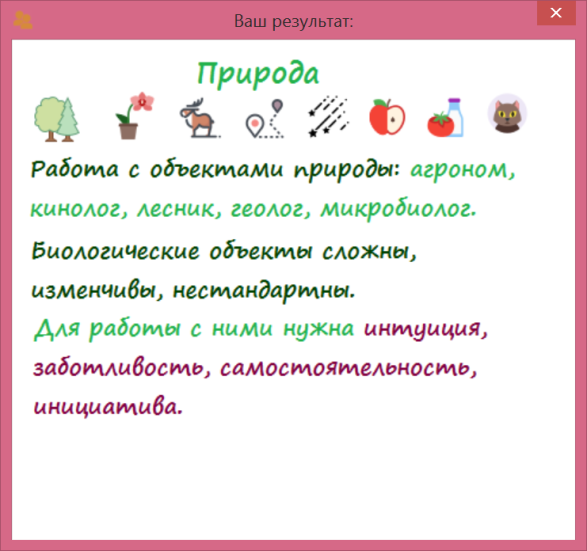 Ваш результат:
Природа
Работа с объектами природы: агроном,
кинолог, лесник, геолог, микробиолог.
Биологические объекты сложны,
изменчивы, нестандартны.
Для работы с ними нужна интуиция,
заботливость, самостоятельность,
инициатива.